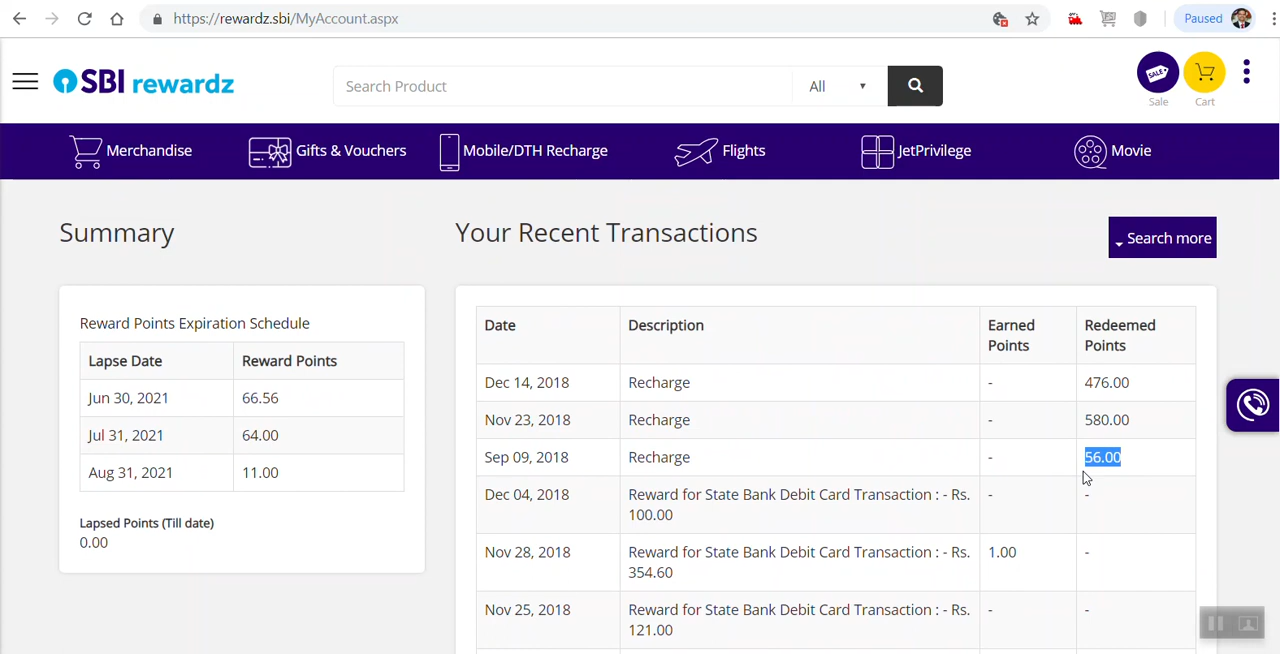 https://rewardz.sbi/MyAccount.aspx
Paused
SBI rewardz
Search Product
All
SALE
Sale
Cart
Merchandise
Gifts & Vouchers
Mobile/DTH Recharge
Flights
JetPrivilege
Movie
Summary
Your Recent Transactions
Search more
Reward Points Expiration Schedule
Lapse Date Reward Points
Jun 30, 2021 66.56
Jul 31, 2021 64.00
Aug 31, 2021 11.00
Lapsed Points (Till date)
0.00
Date Description Earned Points Redeemed Points
Dec 14, 2018 Recharge - 476.00
Nov 23, 2018 Recharge - 580.00
Sep 09, 2018 Recharge - 56.00
Dec 04, 2018 Reward for State Bank Debit Card Transaction : - Rs. - -
100.00
Nov 28, 2018 Reward for State Bank Debit Card Transaction : - Rs. 1.00 -
354.60
Nov 25, 2018 Reward for State Bank Debit Card Transaction : - Rs. - -
121.00